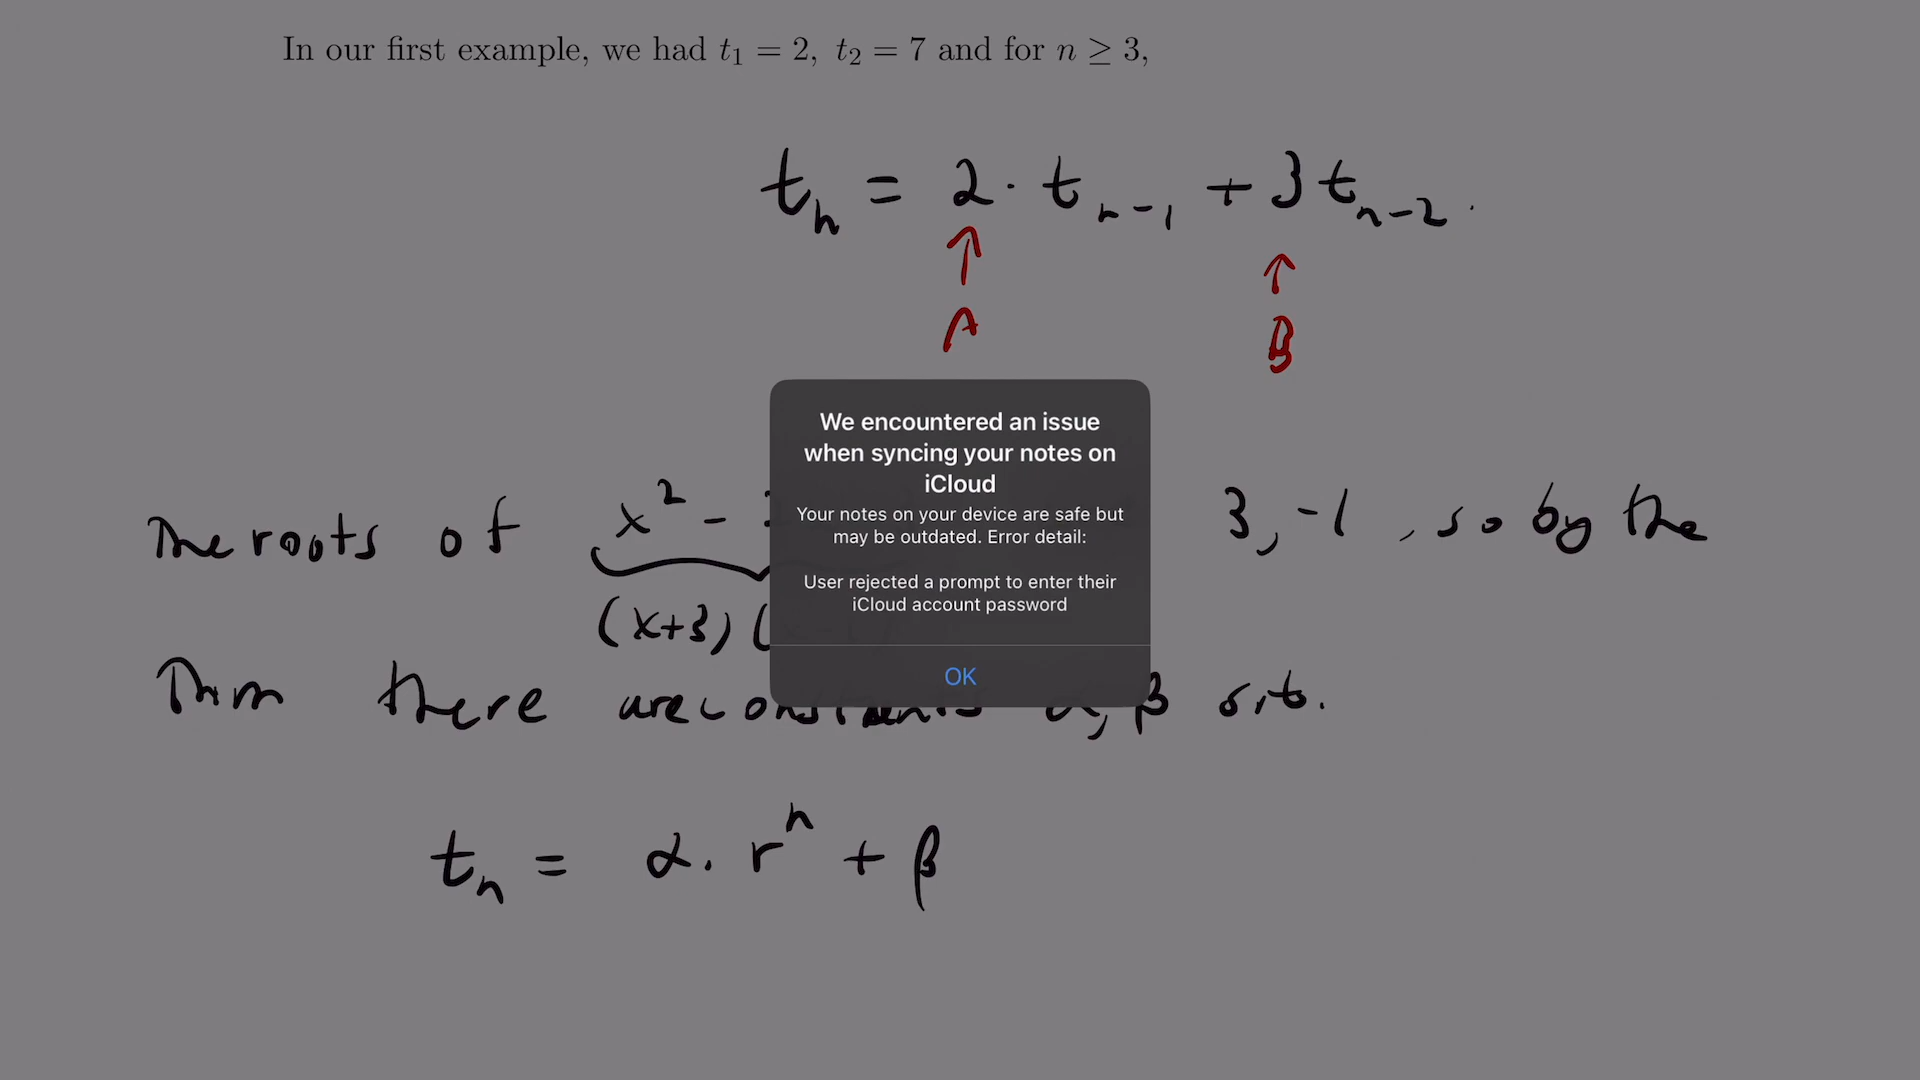 In our first example, we had t₁ = 2, t₂ = 7 and for n ≥ 3,
tₙ = 2 · tₙ₋₁ + 3tₙ₋₂.
↑ ↑
A B
We encountered an issue
when syncing your notes on
iCloud
Your notes on your device are safe but
may be outdated. Error detail:
User rejected a prompt to enter their
iCloud account password
OK
The roots of x² - 3, -1, so by the
(x+3) (
Thm there are constants α, β s.t.
tₙ = α · rⁿ + β